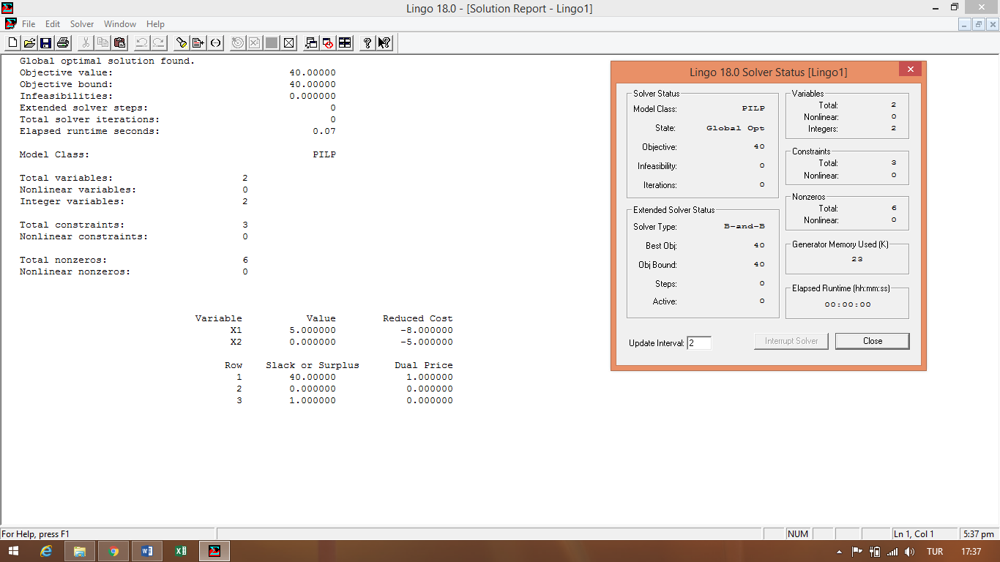 Lingo 18.0 - [Solution Report - Lingo1]
File Edit Solver Window Help
Global optimal solution found.
Objective value: 40.00000
Objective bound: 40.00000
Infeasibilities: 0.000000
Extended solver steps: 0
Total solver iterations: 0
Elapsed runtime seconds: 0.07
Model Class: PILP
Total variables: 2
Nonlinear variables: 0
Integer variables: 2
Total constraints: 3
Nonlinear constraints: 0
Total nonzeros: 6
Nonlinear nonzeros: 0
Variable Value Reduced Cost
X1 5.000000 -8.000000
X2 0.000000 -5.000000
Row Slack or Surplus Dual Price
1 40.00000 1.000000
2 0.000000 0.000000
3 1.000000 0.000000
Lingo 18.0 Solver Status [Lingo1]
Solver Status
Model Class: PILP
State: Global Opt
Objective: 40
Infeasibility: 0
Iterations: 0
Extended Solver Status
Solver Type: B-and-B
Best Obj: 40
Obj Bound: 40
Steps: 0
Active: 0
Variables
Total: 2
Nonlinear: 0
Integers: 2
Constraints
Total: 3
Nonlinear: 0
Nonzeros
Total: 6
Nonlinear: 0
Generator Memory Used (K)
23
Elapsed Runtime (hh:mm:ss)
00:00:00
Update Interval: 2
Interrupt Solver
Close
For Help, press F1
NUM
Ln 1, Col 1
5:37 pm
TUR
17:37